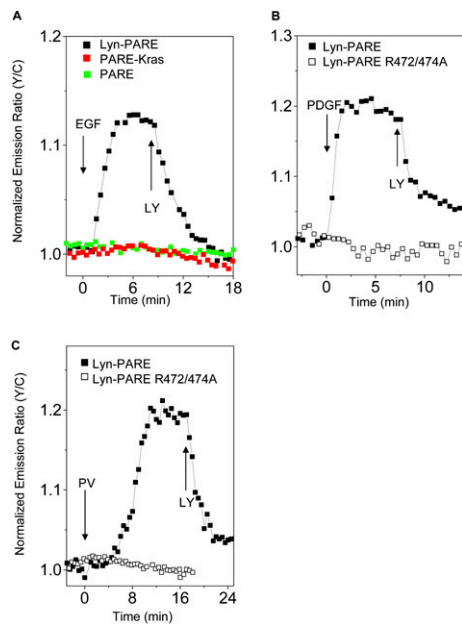 A
Lyn-PARE
PARE-Kras
PARE
EGF
LY
Normalized Emission Ratio (Y/C)
1.2
1.1
1.0
0 6 12 18
Time (min)
B
Lyn-PARE
Lyn-PARE R472/474A
PDGF
LY
Normalized Emission Ratio (Y/C)
1.2
1.1
1.0
0 5 10
Time (min)
C
Lyn-PARE
Lyn-PARE R472/474A
PV
LY
Normalized Emission Ratio (Y/C)
1.2
1.1
1.0
0 8 16 24
Time (min)